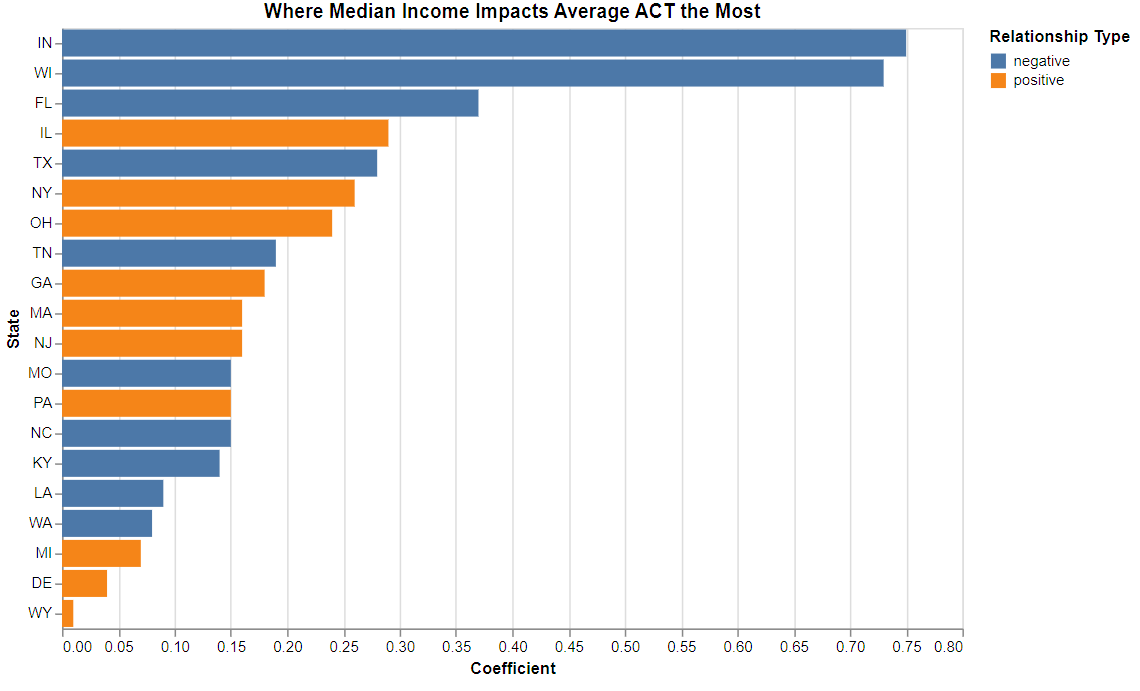 Where Median Income Impacts Average ACT the Most
Relationship Type
negative
positive
State
IN
WI
FL
IL
TX
NY
OH
TN
GA
MA
NJ
MO
PA
NC
KY
LA
WA
MI
DE
WY
0.00 0.05 0.10 0.15 0.20 0.25 0.30 0.35 0.40 0.45 0.50 0.55 0.60 0.65 0.70 0.75 0.80
Coefficient